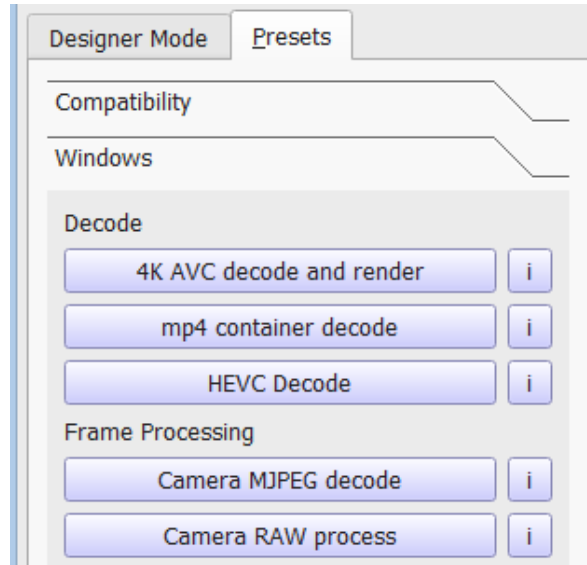 Designer Mode Presets
Compatibility
Windows
Decode
4K AVC decode and render i
mp4 container decode i
HEVC Decode i
Frame Processing
Camera MJPEG decode i
Camera RAW process i